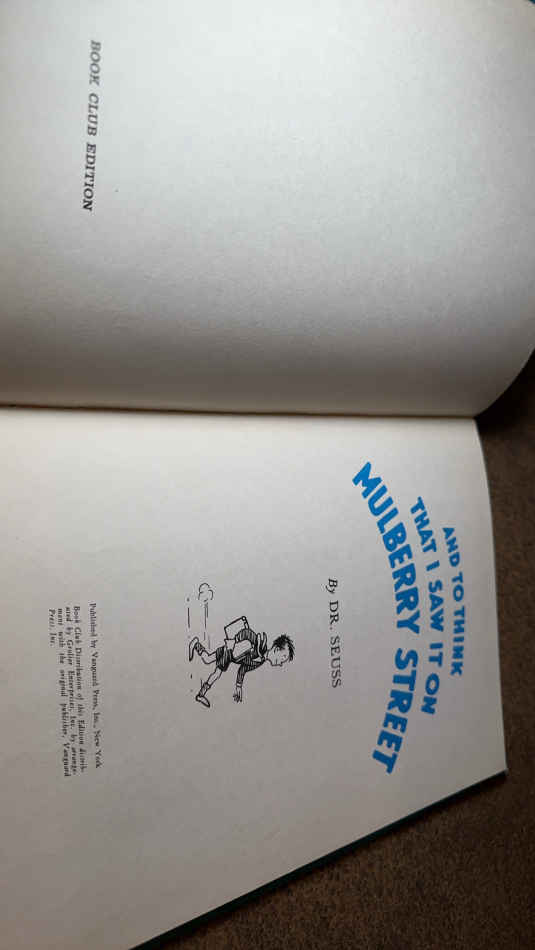 BOOK CLUB EDITION
AND TO THINK
THAT I SAW IT ON
MULBERRY STREET
By DR. SEUSS
Published by Vanguard Press, Inc., New York
Book Club Distribution of this Edition distrib-
uted by Grolier Enterprises, Inc. by arrange-
ment with the original publisher, Vanguard
Press, Inc.